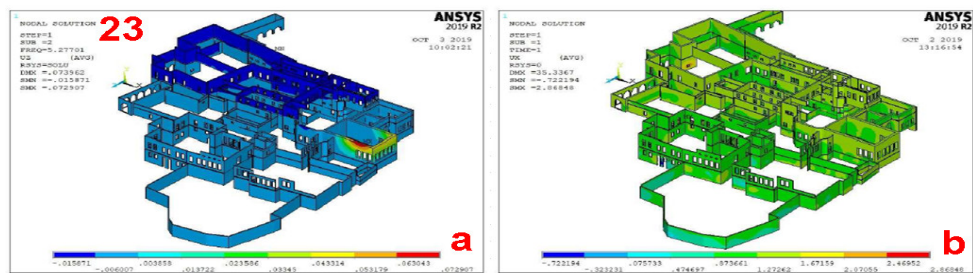 1
NODAL SOLUTION
23
STEP=1
SUB =2
FREQ=5.27701
UZ (AVG)
RSYS=SOLU
DMX =.073962
SMN =-.015871
SMX =.072907
ANSYS
2019 R2
OCT 3 2019
10:02:21
MX
Z
X
a
-.015871
-.006007
.003858
.013722
.023586
.03345
.043314
.053179
.063043
.072907
1
NODAL SOLUTION
STEP=1
SUB =1
TIME=1
UX (AVG)
RSYS=0
DMX =35.3367
SMN =-.722194
SMX =2.86848
ANSYS
2019 R2
OCT 2 2019
13:16:54
X
b
-.722194
-.323231
.075733
.474697
.873661
1.27262
1.67159
2.07055
2.46952
2.86848